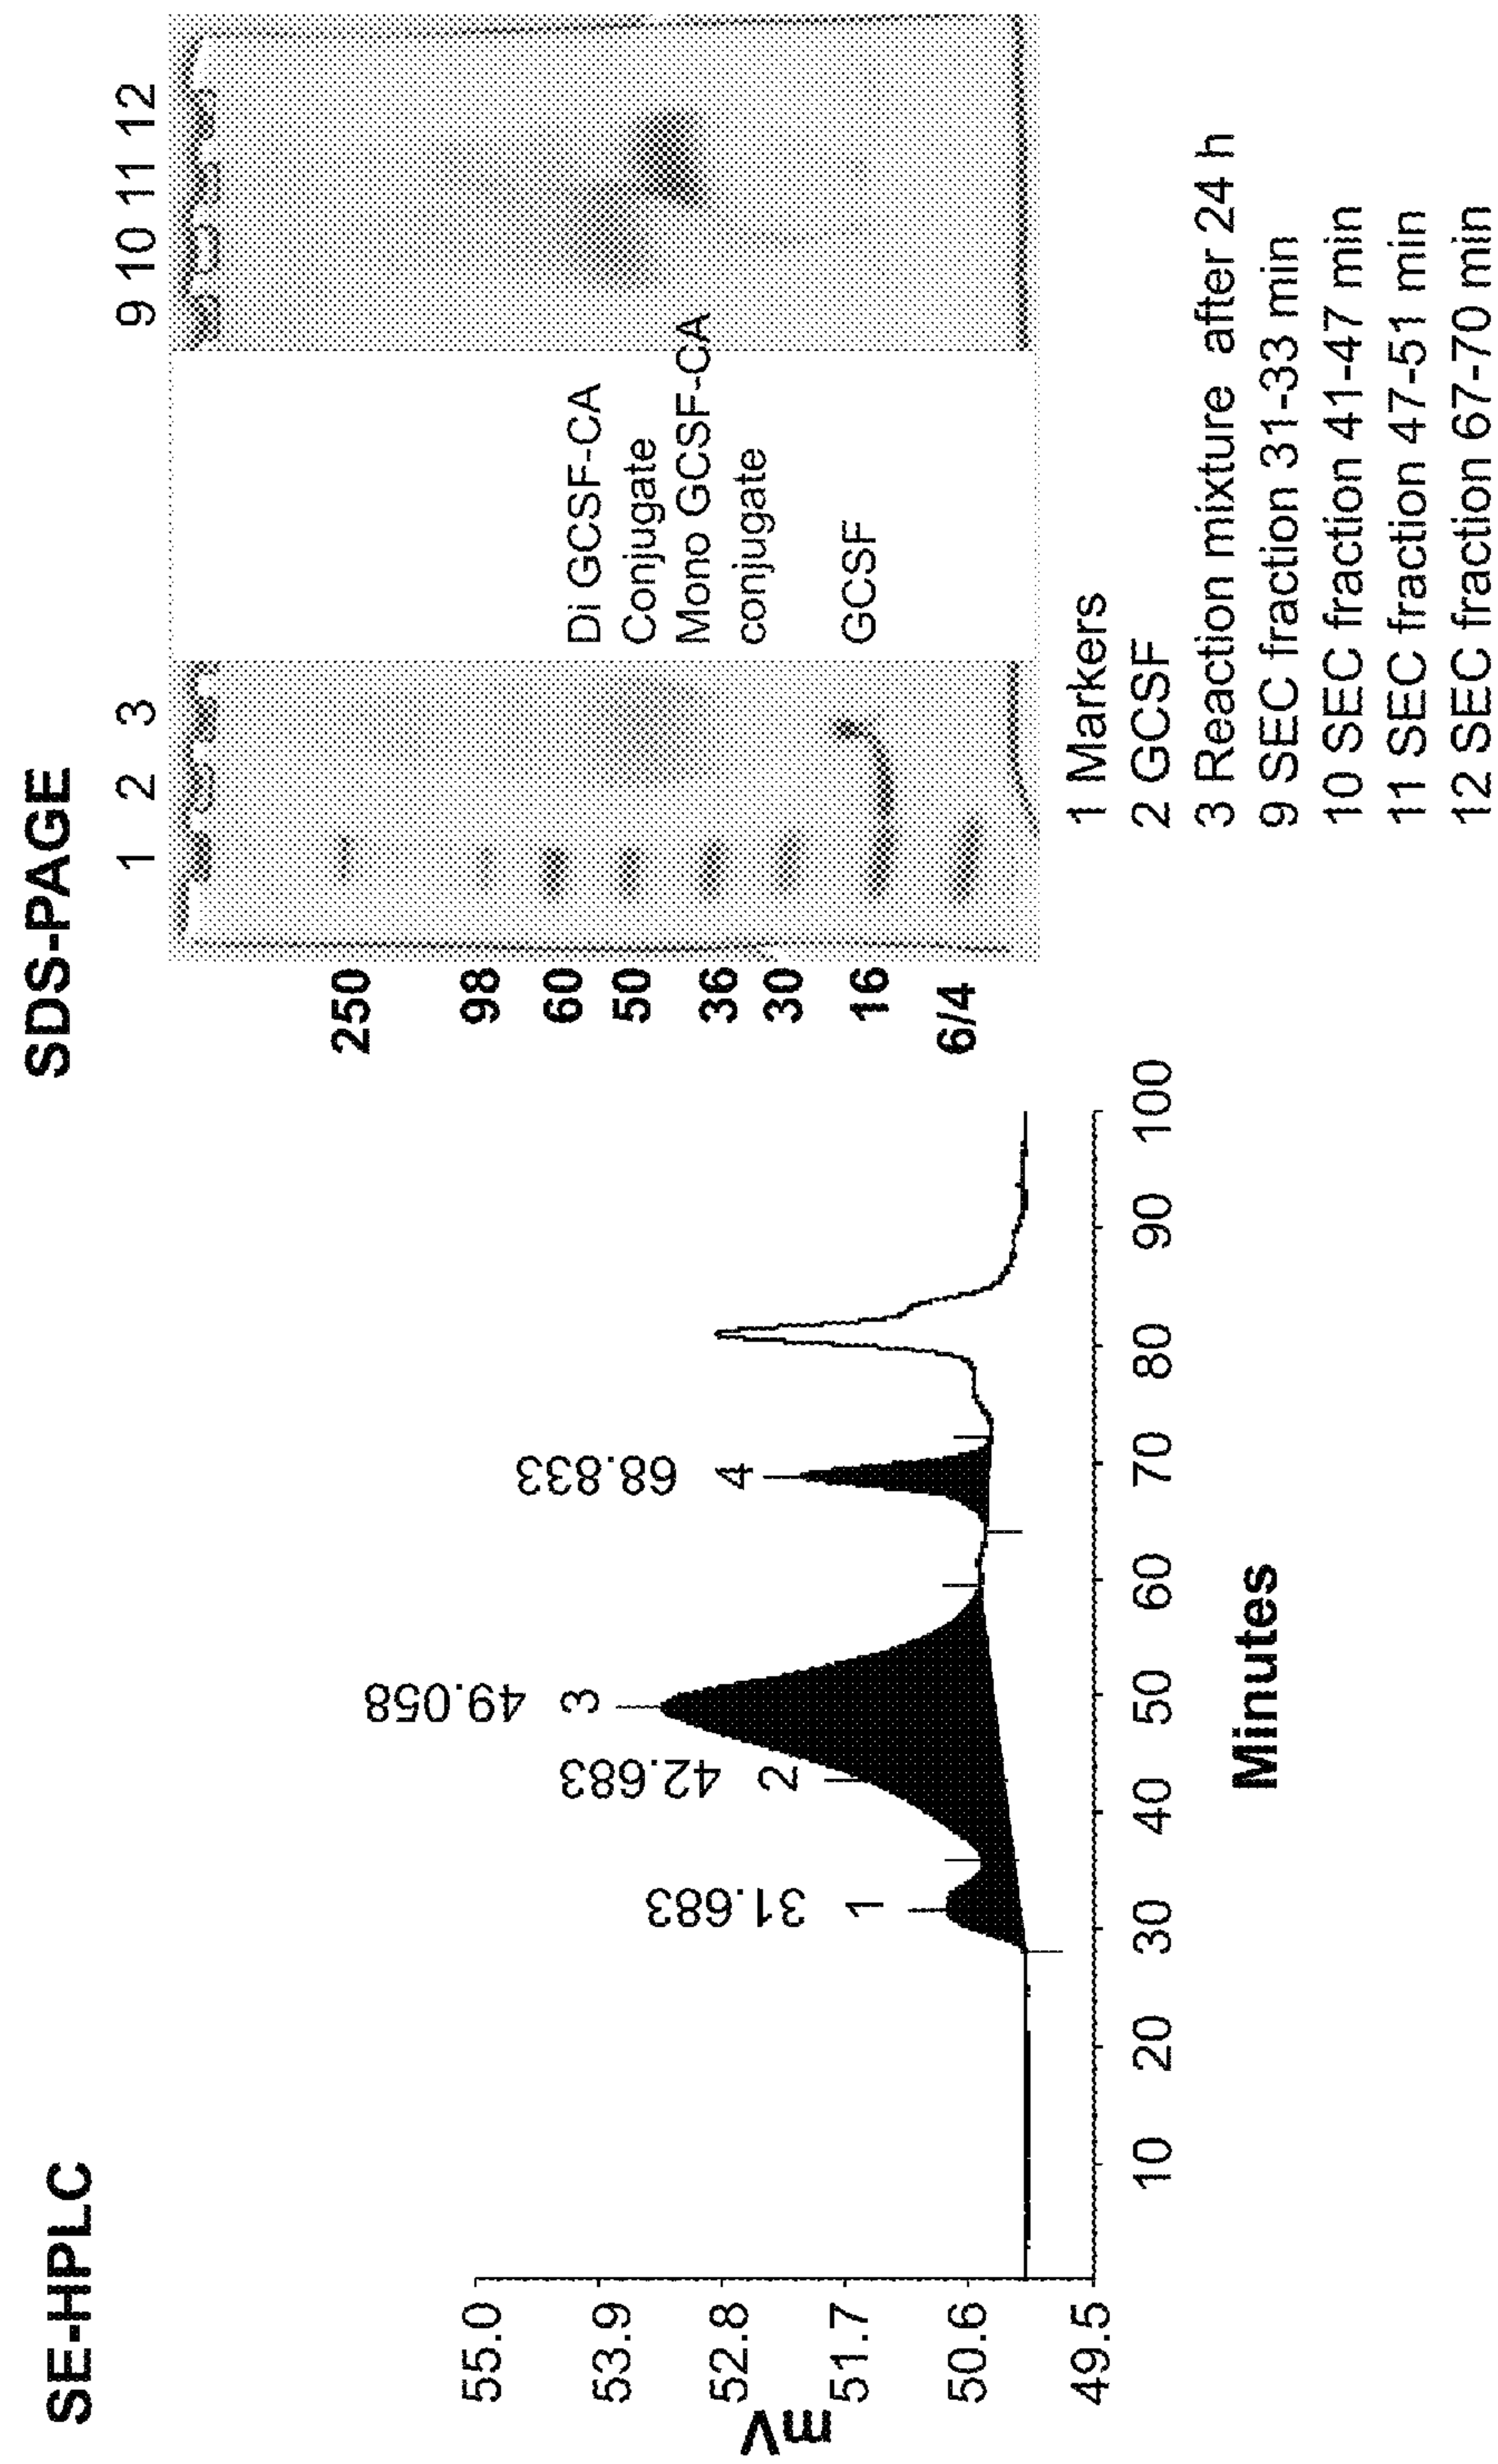 SE-HPLC
mV
55.0
53.9
52.8
51.7
50.6
49.5
31.683
1
42.683
2
49.058
3
68.833
4
10 20 30 40 50 60 70 80 90 100
Minutes
SDS-PAGE
1 2 3
9 10 11 12
250
98
60
50
36
30
16
6/4
Di GCSF-CA
Conjugate
Mono GCSF-CA
conjugate
GCSF
1 Markers
2 GCSF
3 Reaction mixture after 24 h
9 SEC fraction 31-33 min
10 SEC fraction 41-47 min
11 SEC fraction 47-51 min
12 SEC fraction 67-70 min